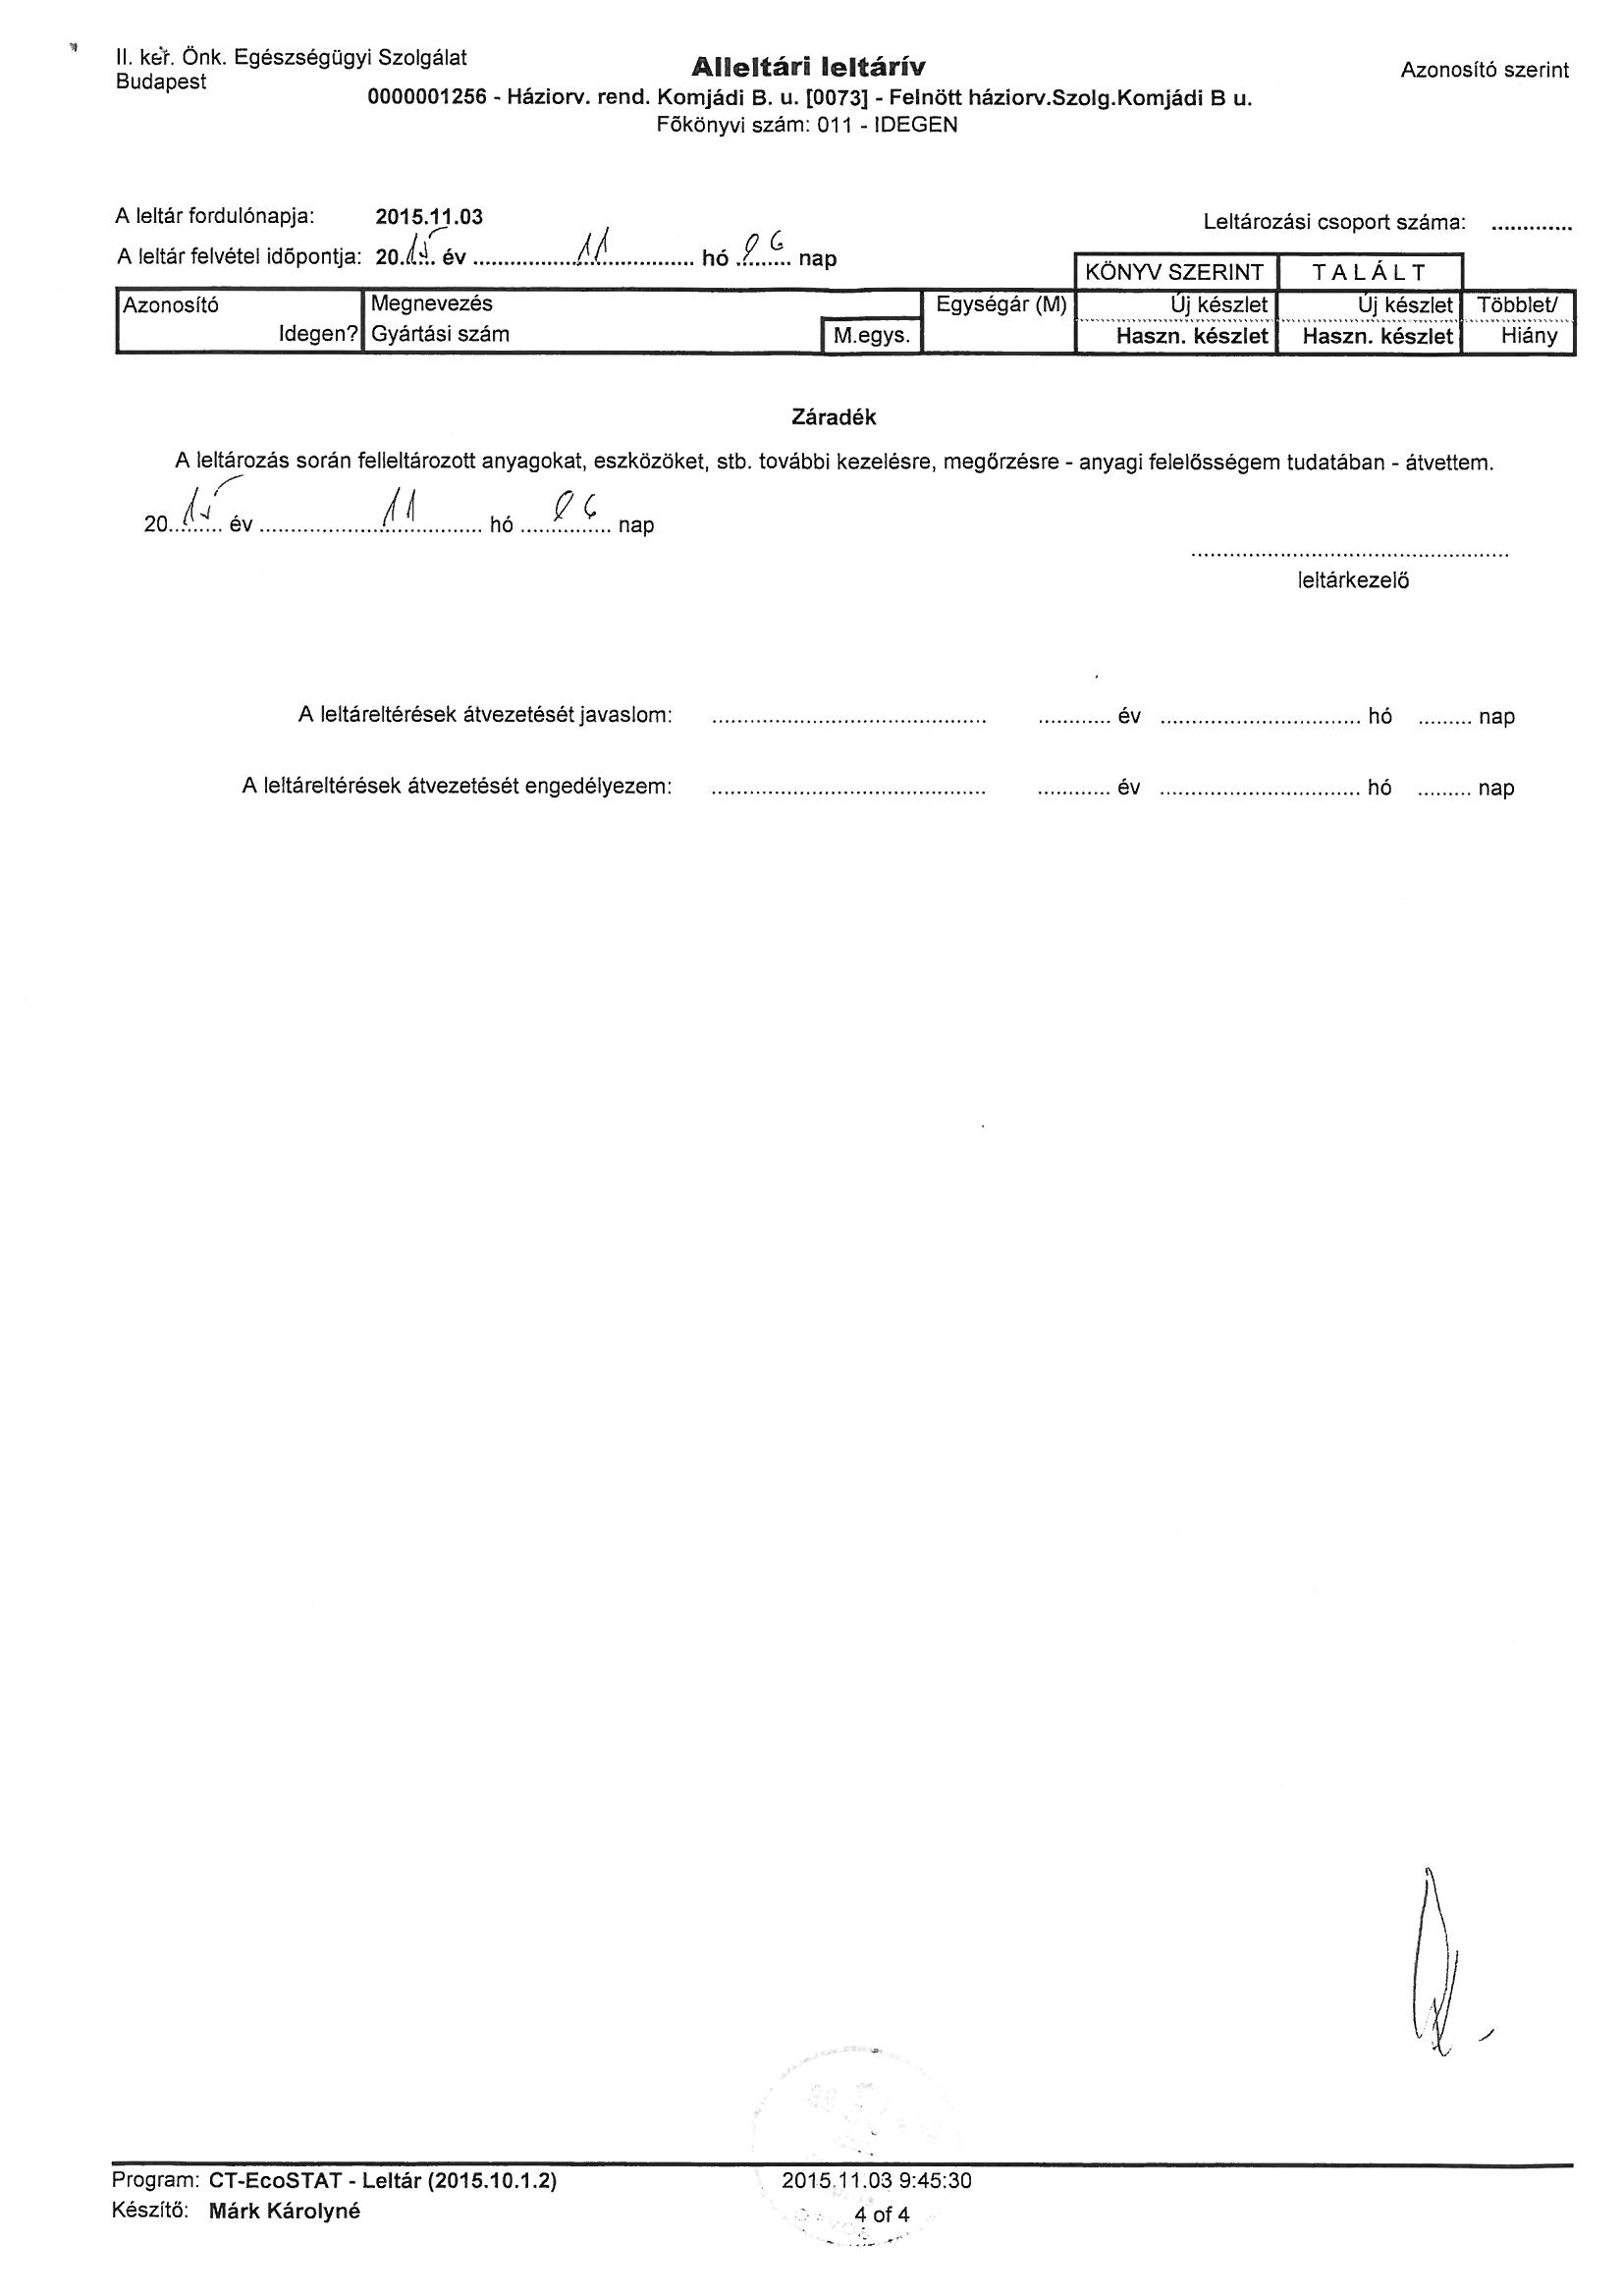 II. ker. Önk. Egészségügyi Szolgálat
Budapest
Alleltári leltárív
Azonosító szerint
0000001256 - Háziorv. rend. Komjádi B. u. [0073] - Felnött háziorv.Szolg.Komjádi B u.
Főkönyvi szám: 011 - IDEGEN
A leltár fordulónapja: 2015.11.03
Leltározási csoport száma: .............
A leltár felvétel időpontja: 20.15. év .................11.............. hó .06..... nap
KÖNYV SZERINT TALÁLT
Azonosító Megnevezés Egységár (M) Új készlet Új készlet Többlet/
Idegen? Gyártási szám M.egys. Haszn. készlet Haszn. készlet Hiány
Záradék
A leltározás során felleltározott anyagokat, eszközöket, stb. további kezelésre, megőrzésre - anyagi felelősségem tudatában - átvettem.
20..15.... év ....................11........... hó .....06....... nap
..................................................
leltárkezelő
A leltáreltérések átvezetését javaslom: ............................................ ............ év ................................ hó ......... nap
A leltáreltérések átvezetését engedélyezem: ............................................ ............ év ................................ hó ......... nap
Program: CT-EcoSTAT - Leltár (2015.10.1.2) 2015.11.03 9:45:30
Készítő: Márk Károlyné 4 of 4